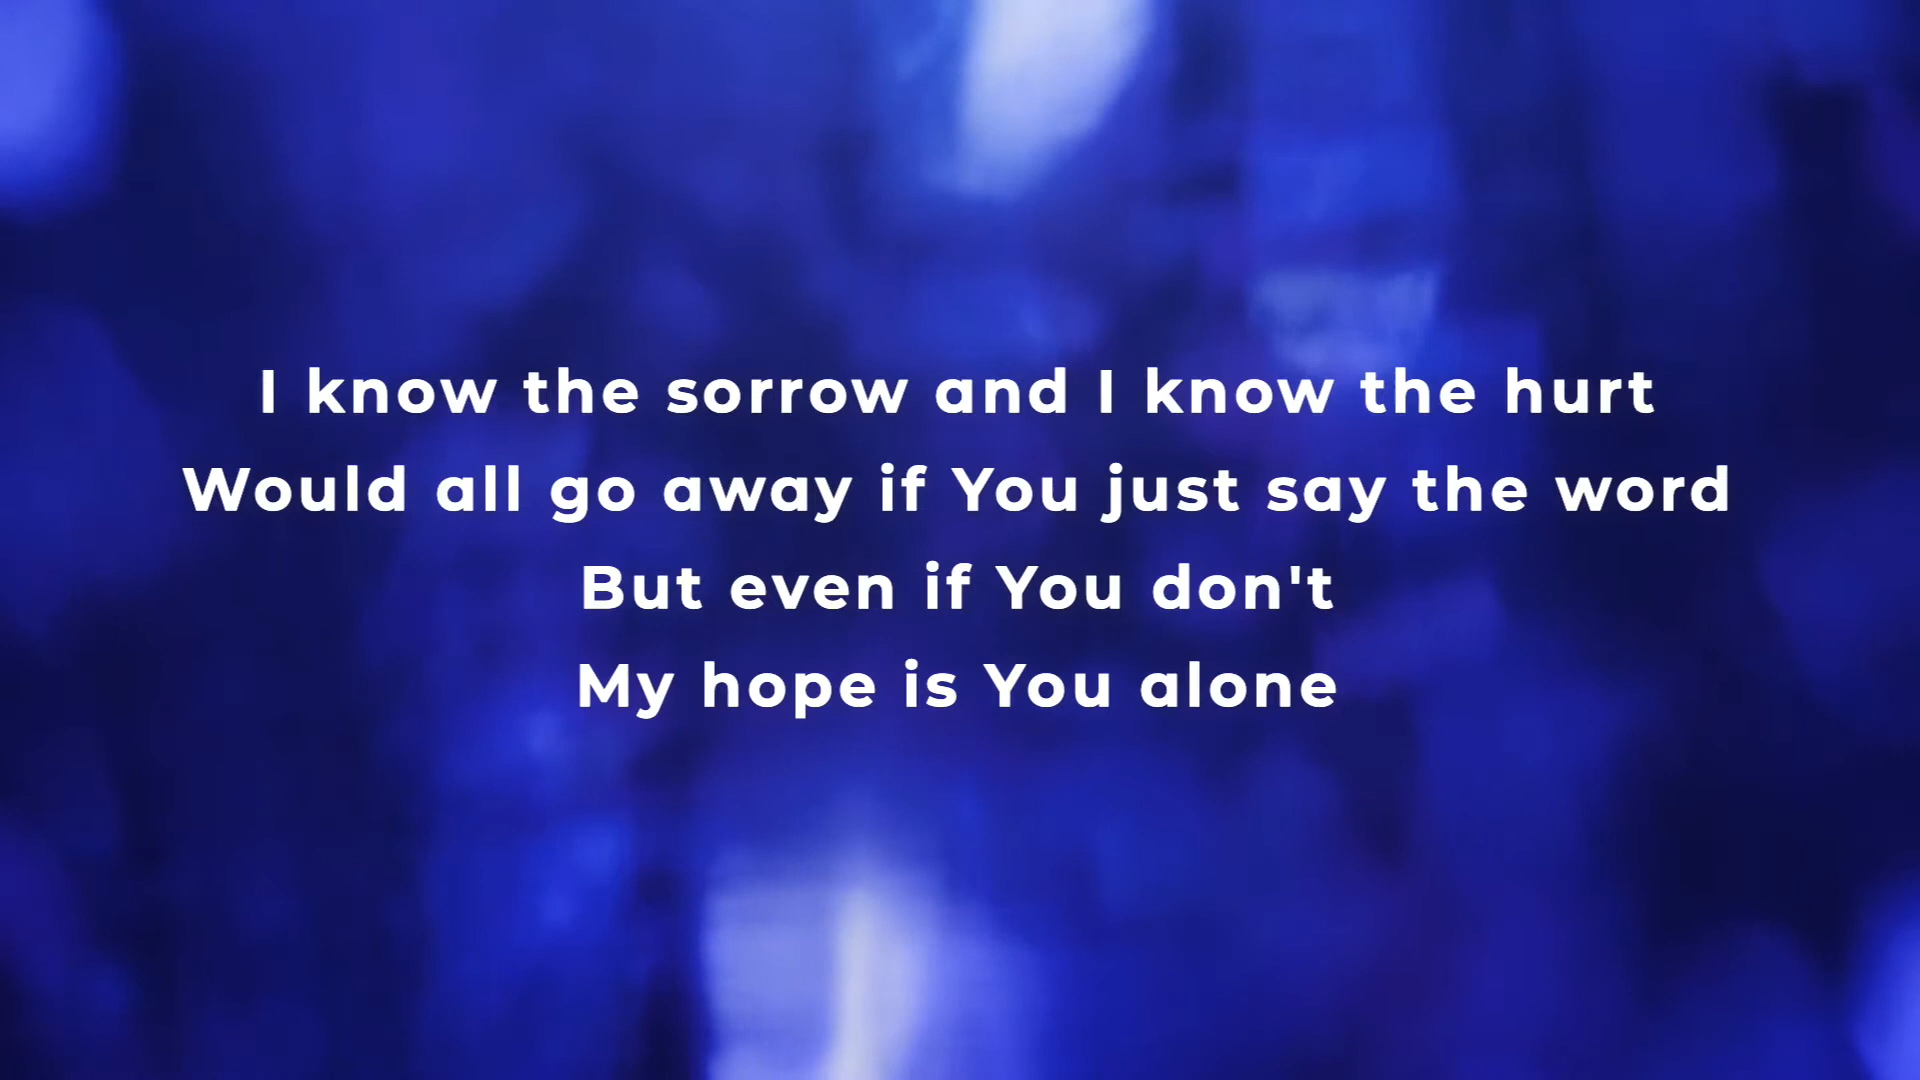 I know the sorrow and I know the hurt
Would all go away if You just say the word
But even if You don't
My hope is You alone